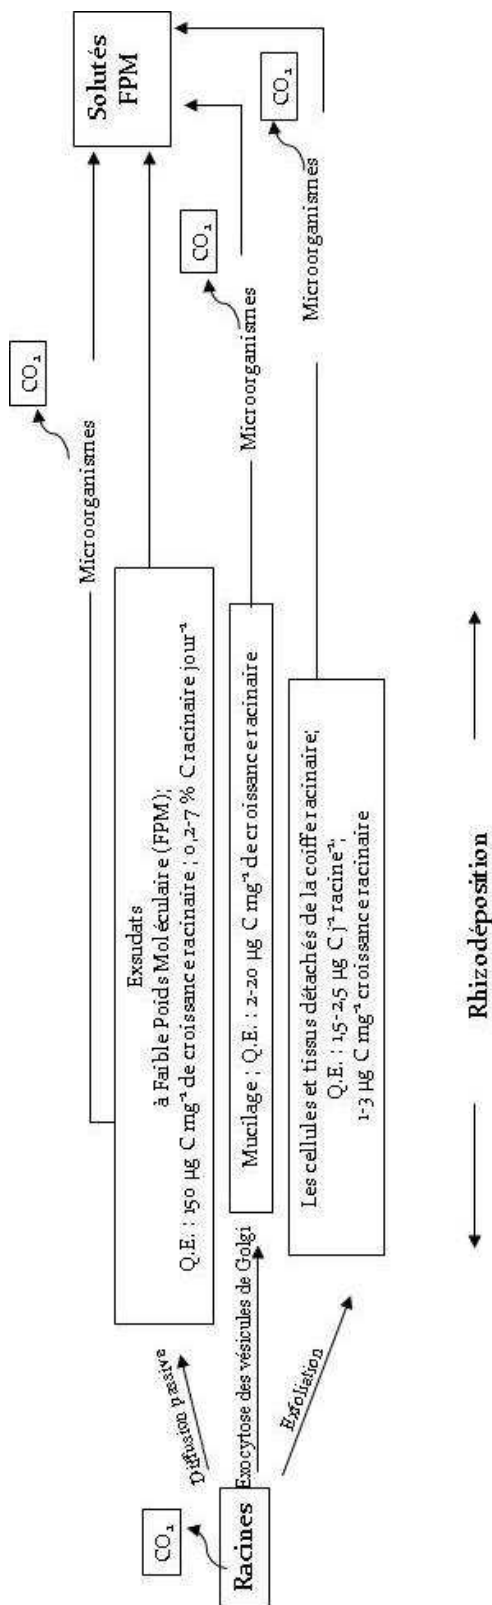 CO₂
Racines
Diffusion passive
Exocytose des vésicules de Golgi
Exfoliation
Exsudats
à Faible Poids Moléculaire (FPM);
Q.E. : 150 µg C mg⁻¹ de croissance racinaire ; 0,2-7 % C racinaire jour⁻¹
Mucilage ; Q.E. : 2-20 µg C mg⁻¹ de croissance racinaire
Les cellules et tissus détachés de la coiffe racinaire;
Q.E. : 1,5-2,5 µg C j⁻¹ racine⁻¹;
1-3 µg C mg⁻¹ croissance racinaire
Microorganismes
CO₂
Microorganismes
CO₂
Microorganismes
CO₂
Solutés
FPM
Rhizodéposition